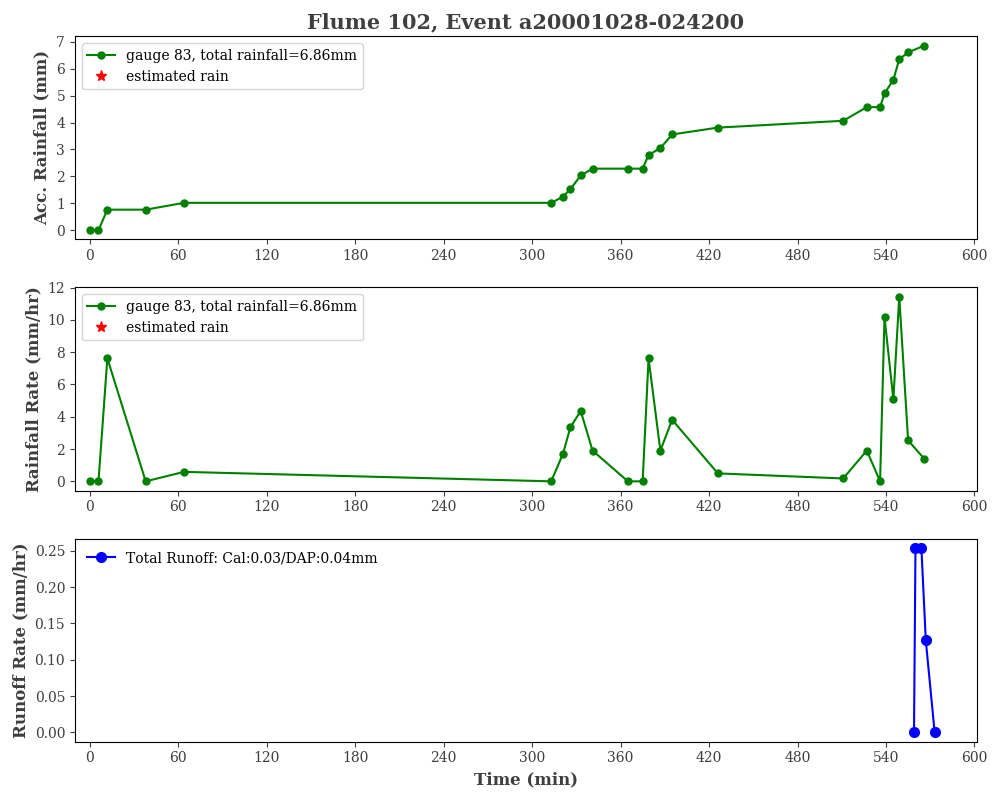 Flume 102, Event a20001028-024200
Acc. Rainfall (mm)
7
6
5
4
3
2
1
0
gauge 83, total rainfall=6.86mm
estimated rain
0 60 120 180 240 300 360 420 480 540 600
Rainfall Rate (mm/hr)
12
10
8
6
4
2
0
gauge 83, total rainfall=6.86mm
estimated rain
0 60 120 180 240 300 360 420 480 540 600
Runoff Rate (mm/hr)
0.25
0.20
0.15
0.10
0.05
0.00
Total Runoff: Cal:0.03/DAP:0.04mm
0 60 120 180 240 300 360 420 480 540 600
Time (min)